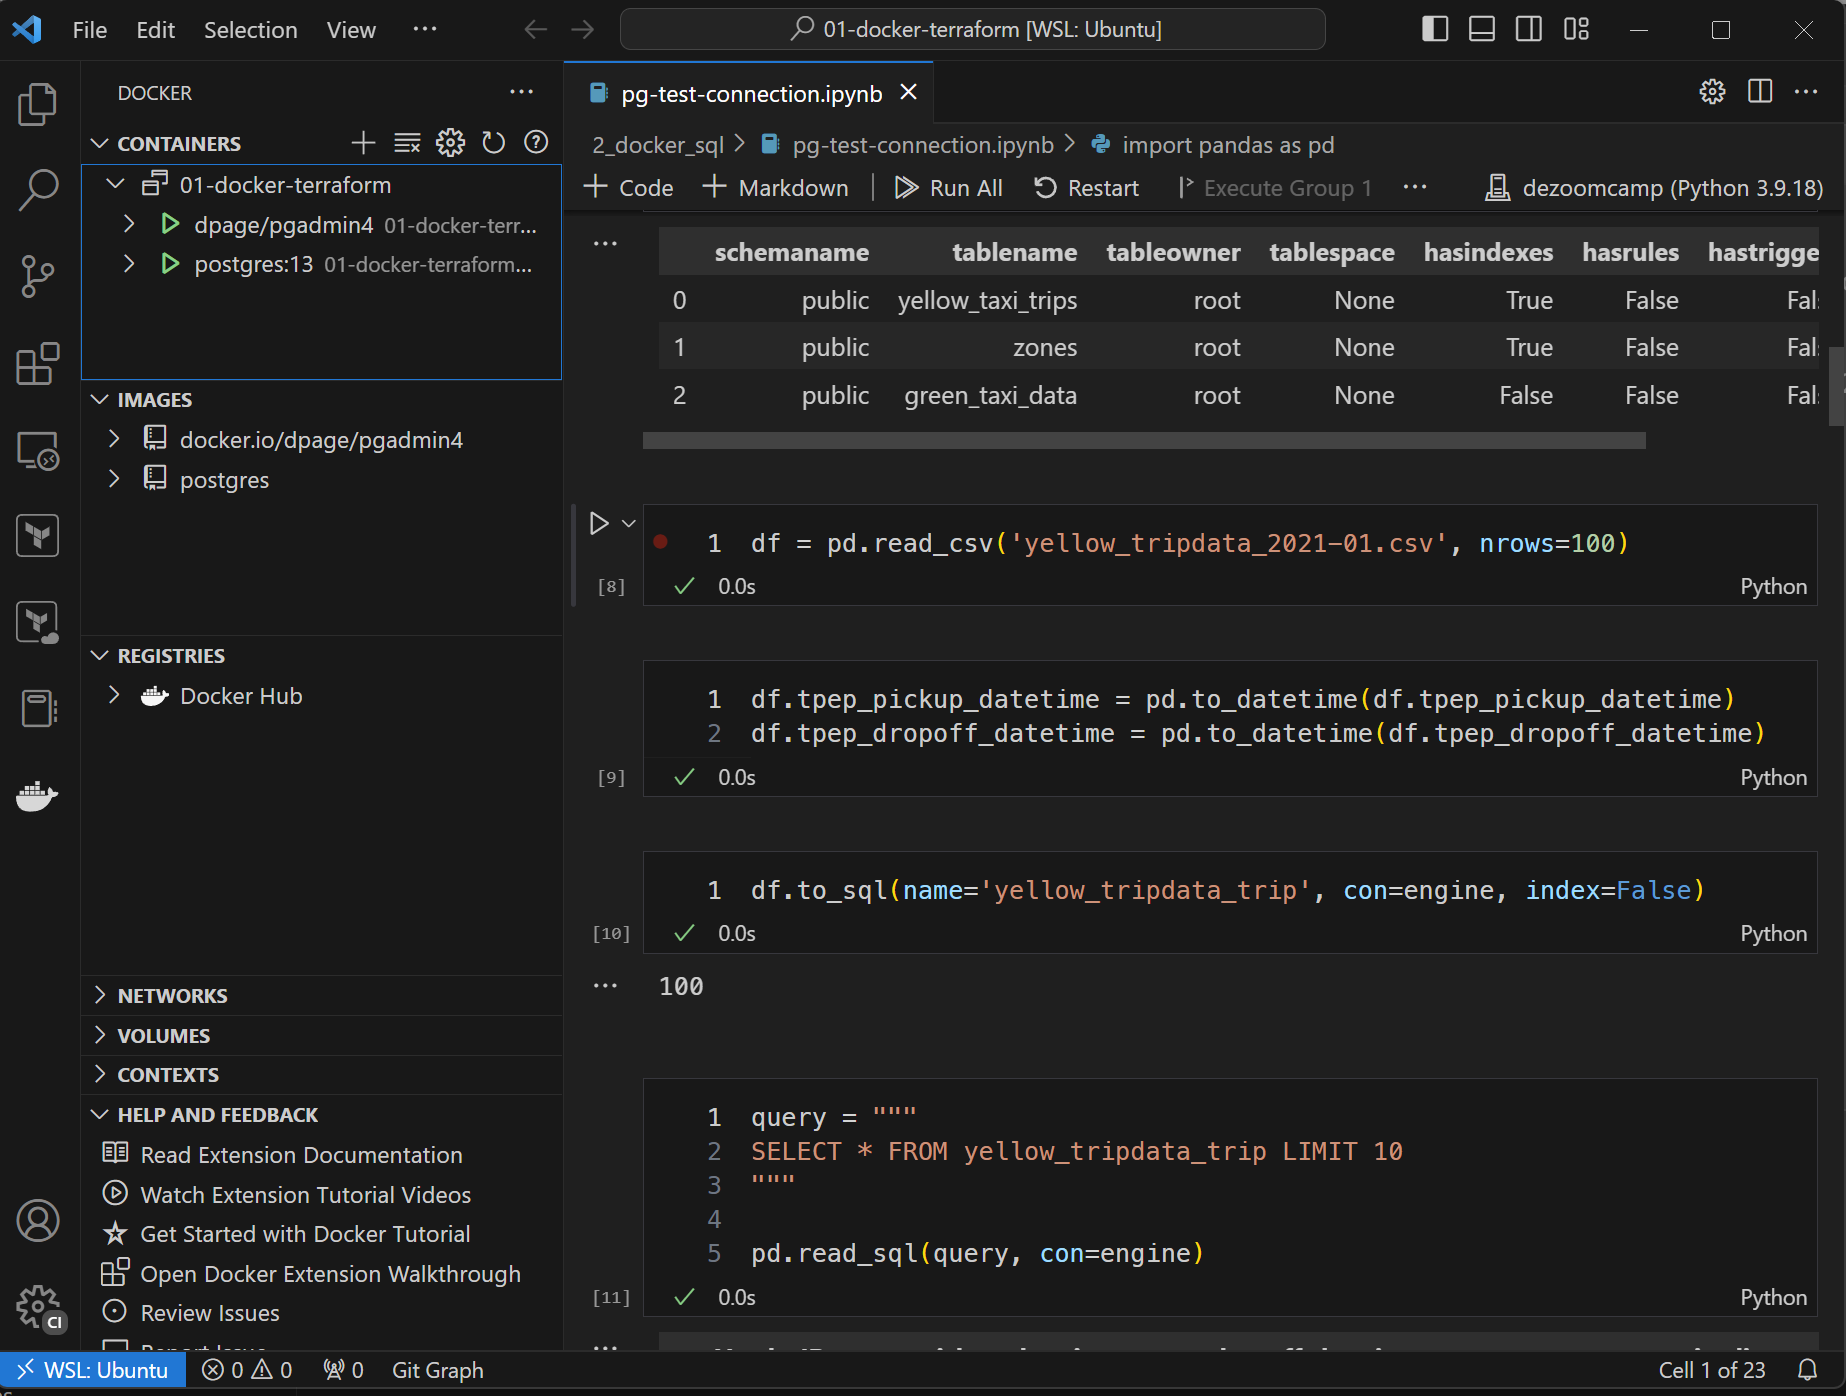 File Edit Selection View ··· 01-docker-terraform [WSL: Ubuntu]
DOCKER ···
CONTAINERS
01-docker-terraform
dpage/pgadmin4 01-docker-terr...
postgres:13 01-docker-terraform...
IMAGES
docker.io/dpage/pgadmin4
postgres
REGISTRIES
Docker Hub
NETWORKS
VOLUMES
CONTEXTS
HELP AND FEEDBACK
Read Extension Documentation
Watch Extension Tutorial Videos
Get Started with Docker Tutorial
Open Docker Extension Walkthrough
Review Issues
CI
pg-test-connection.ipynb
2_docker_sql > pg-test-connection.ipynb > import pandas as pd
+ Code + Markdown | Run All Restart Execute Group 1 ··· dezoomcamp (Python 3.9.18)
schemaname tablename tableowner tablespace hasindexes hasrules hastrigge
0 public yellow_taxi_trips root None True False Fal
1 public zones root None True False Fal
2 public green_taxi_data root None False False Fal
1 df = pd.read_csv('yellow_tripdata_2021-01.csv', nrows=100)
[8] 0.0s Python
1 df.tpep_pickup_datetime = pd.to_datetime(df.tpep_pickup_datetime)
2 df.tpep_dropoff_datetime = pd.to_datetime(df.tpep_dropoff_datetime)
[9] 0.0s Python
1 df.to_sql(name='yellow_tripdata_trip', con=engine, index=False)
[10] 0.0s Python
100
1 query = """
2 SELECT * FROM yellow_tripdata_trip LIMIT 10
3 """
4
5 pd.read_sql(query, con=engine)
[11] 0.0s Python
WSL: Ubuntu 0 0 0 Git Graph Cell 1 of 23